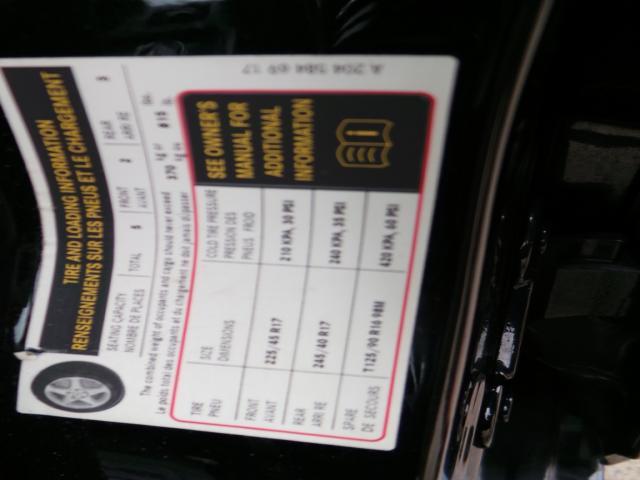 TIRE AND LOADING INFORMATION
RENSEIGNEMENTS SUR LES PNEUS ET LE CHARGEMENT
SEATING CAPACITY TOTAL 5 FRONT 2 REAR 3
NOMBRE DE PLACES AVANT ARRIÈRE
The combined weight of occupants and cargo should never exceed 370 kg or 815
Le poids total des occupants et du chargement ne doit jamais dépasser kg ou
TIRE SIZE COLD TIRE PRESSURE
PNEU DIMENSIONS PRESSION DES
PNEUS FROID
FRONT 225/45 R17 210 KPA, 30 PSI
AVANT
REAR 245/40 R17 240 KPA, 35 PSI
ARRIÈRE
SPARE T125/90 R16 98M 420 KPA, 60 PSI
DE SECOURS
SEE OWNER'S
MANUAL FOR
ADDITIONAL
INFORMATION
A 204 584 69 17